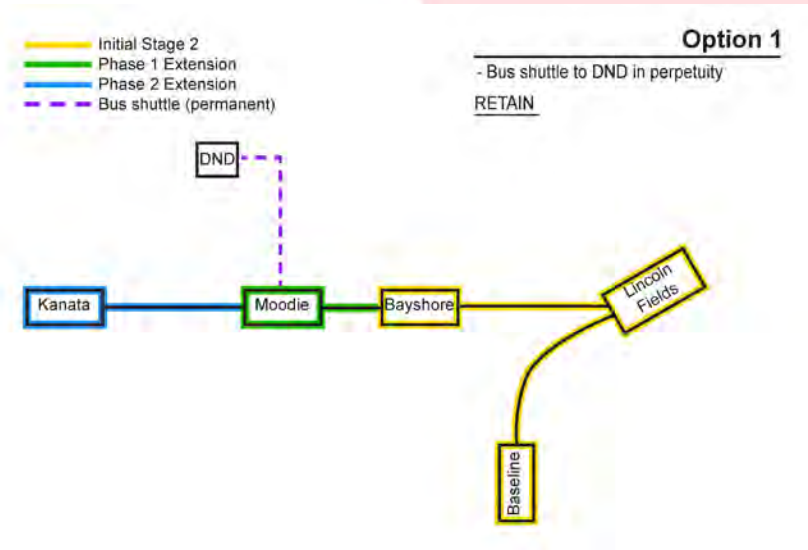 Initial Stage 2
Phase 1 Extension
Phase 2 Extension
Bus shuttle (permanent)
Option 1
- Bus shuttle to DND in perpetuity
RETAIN
DND
Kanata
Moodie
Bayshore
Lincoln
Fields
Baseline